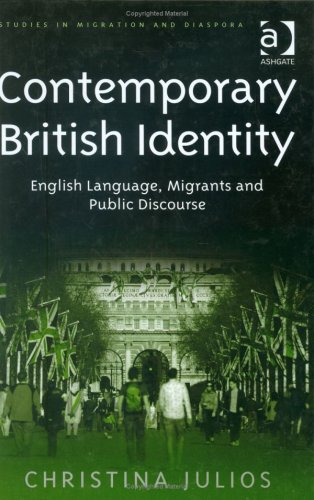 STUDIES IN MIGRATION AND DIASPORA
a
ASHGATE
Contemporary
British Identity
English Language, Migrants and
Public Discourse
CHRISTINA JULIOS